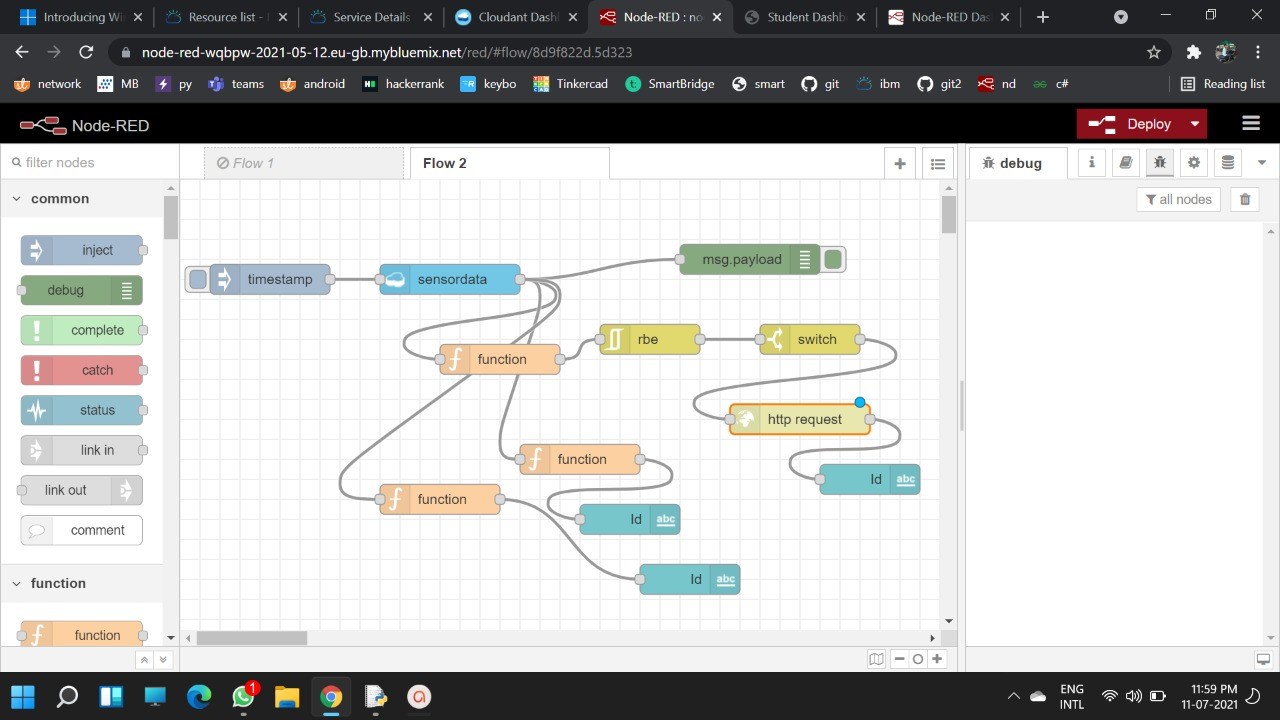 Introducing Wi
Resource list -
Service Details
Cloudant Dash
Node-RED : no
Student Dashb
Node-RED Das
node-red-wqbpw-2021-05-12.eu-gb.mybluemix.net/red/#flow/8d9f822d.5d323
network MB py teams android hackerrank keybo Tinkercad SmartBridge smart git ibm git2 nd c# Reading list
Node-RED
Deploy
filter nodes
Flow 1
Flow 2
debug
common
all nodes
inject
debug
complete
catch
status
link in
link out
comment
function
function
timestamp
sensordata
msg.payload
function
rbe
switch
http request
function
Id abc
function
Id abc
Id abc
ENG
INTL
11:59 PM
11-07-2021
1